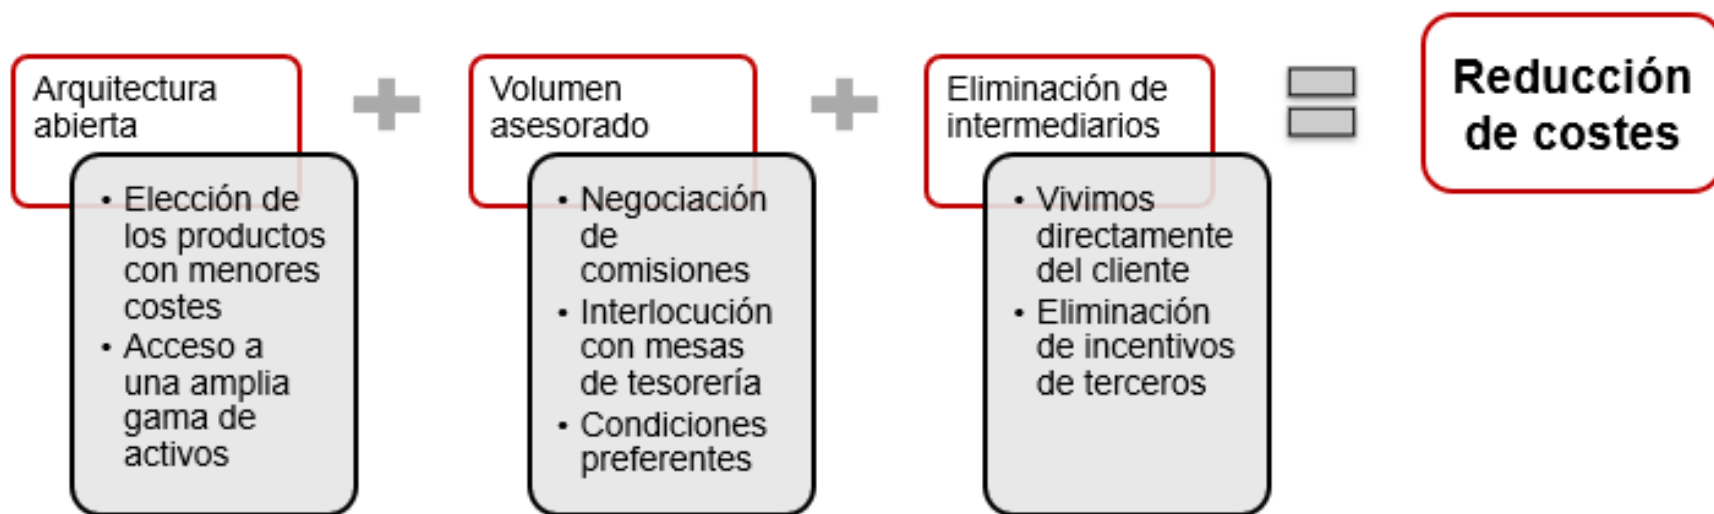 Arquitectura
abierta
• Elección de
los productos
con menores
costes
• Acceso a
una amplia
gama de
activos
Volumen
asesorado
• Negociación
de
comisiones
• Interlocución
con mesas
de tesorería
• Condiciones
preferentes
Eliminación de
intermediarios
• Vivimos
directamente
del cliente
• Eliminación
de incentivos
de terceros
Reducción
de costes